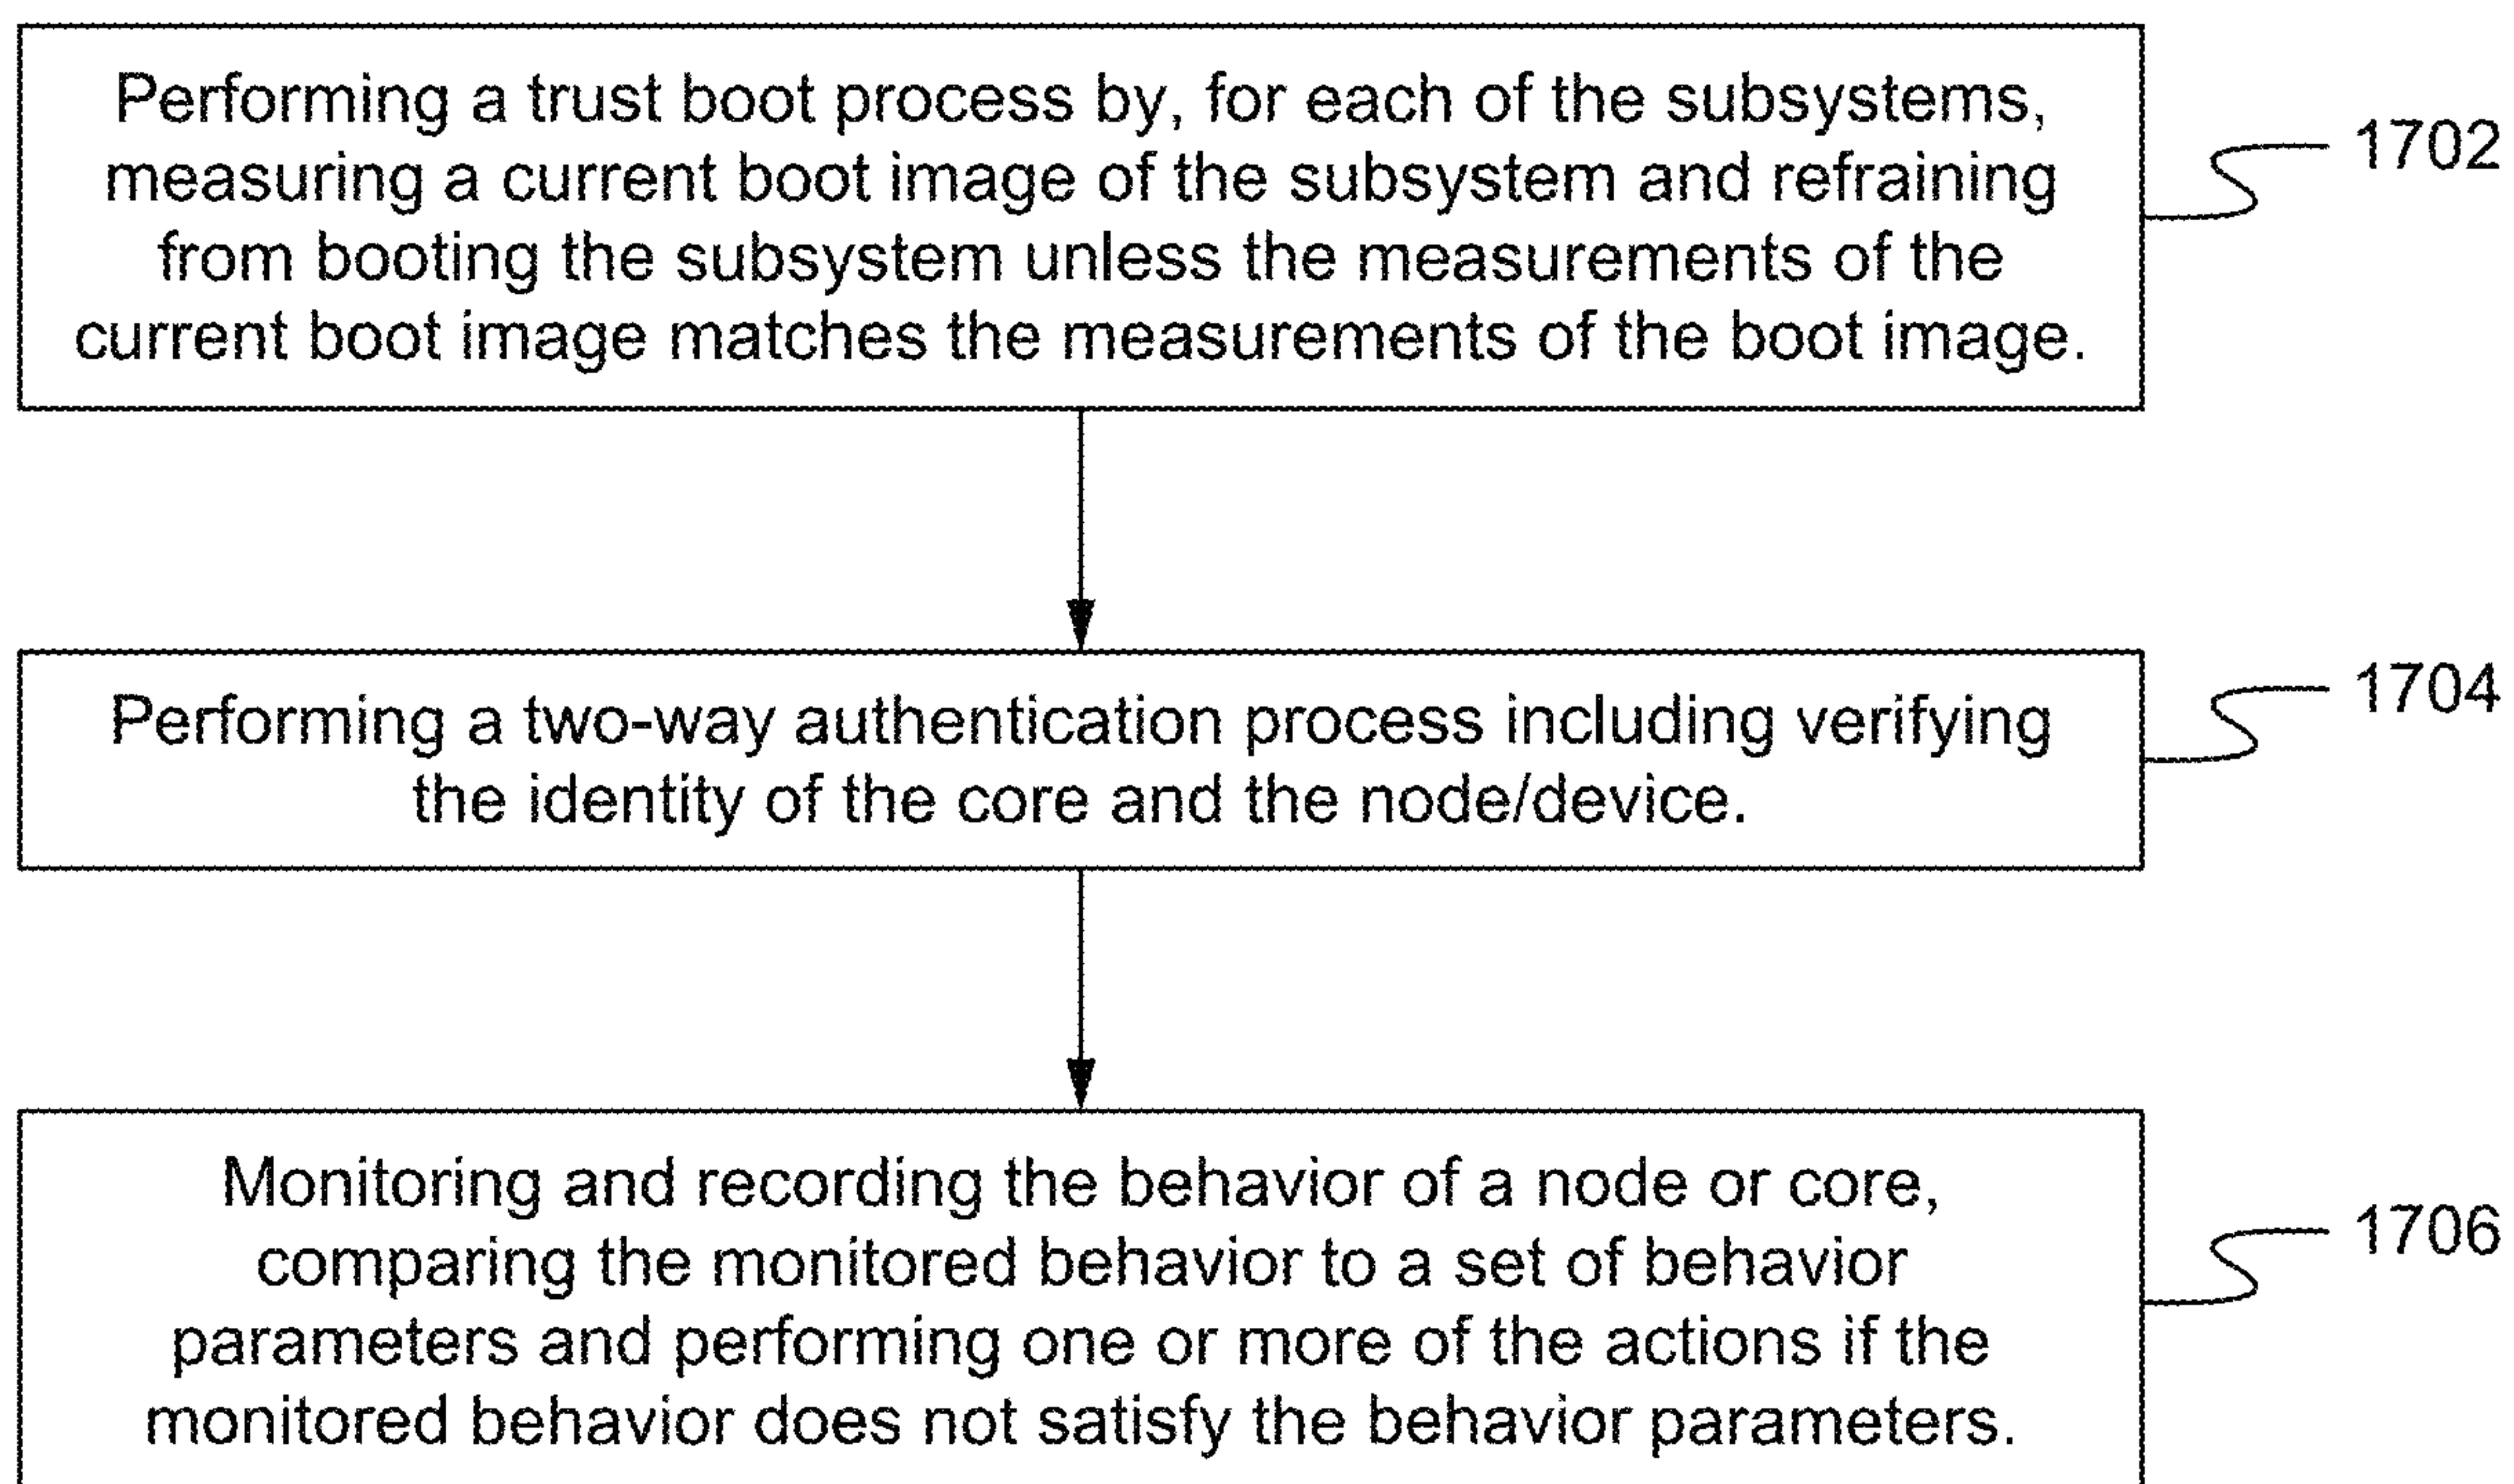 Performing a trust boot process by, for each of the subsystems,
measuring a current boot image of the subsystem and refraining
from booting the subsystem unless the measurements of the
current boot image matches the measurements of the boot image.
1702
Performing a two-way authentication process including verifying
the identity of the core and the node/device.
1704
Monitoring and recording the behavior of a node or core,
comparing the monitored behavior to a set of behavior
parameters and performing one or more of the actions if the
monitored behavior does not satisfy the behavior parameters.
1706